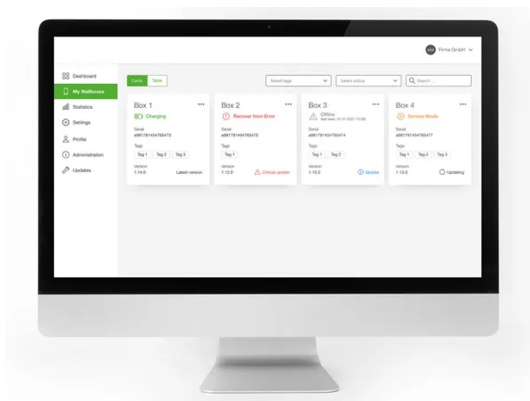 Firma GmbH
Dashboard
My Wallboxes
Statistics
Settings
Profile
Administration
Updates
Cards Table
Select tags
Select status
Search ...
Box 1
Charging
Serial
Tags
Tag 1 Tag 2 Tag 3
Version
1.14.0 Latest version
Box 2
Recover from Error
Serial
Tags
Tag 1
Version
1.12.0 Critical update
Box 3
Offline
Serial
Tags
Tag 1 Tag 2
Version
1.13.0 Update
Box 4
Service Mode
Serial
Tags
Tag 1 Tag 2 Tag 3
Version
1.13.0 Updating